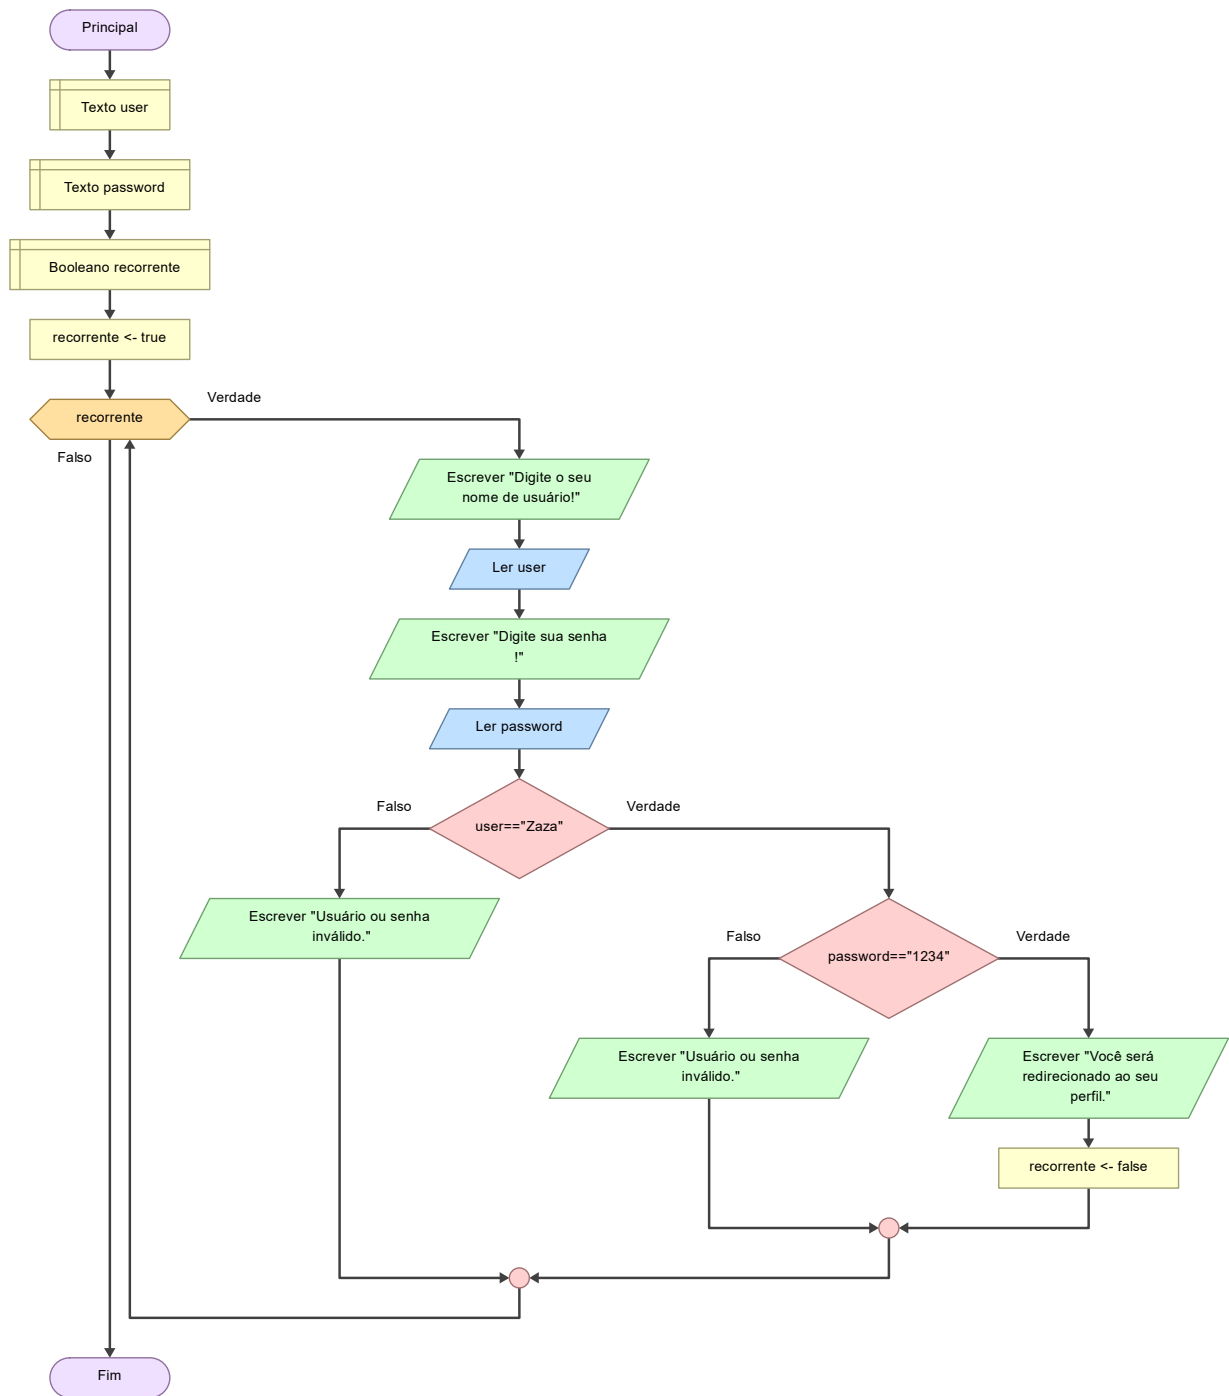 Principal
Texto user
Texto password
Booleano recorrente
recorrente <- true
recorrente
Verdade
Falso
Escrever "Digite o seu
nome de usuário!"
Ler user
Escrever "Digite sua senha
!"
Ler password
user=="Zaza"
Falso
Verdade
Escrever "Usuário ou senha
inválido."
password=="1234"
Falso
Verdade
Escrever "Usuário ou senha
inválido."
Escrever "Você será
redirecionado ao seu
perfil."
recorrente <- false
Fim